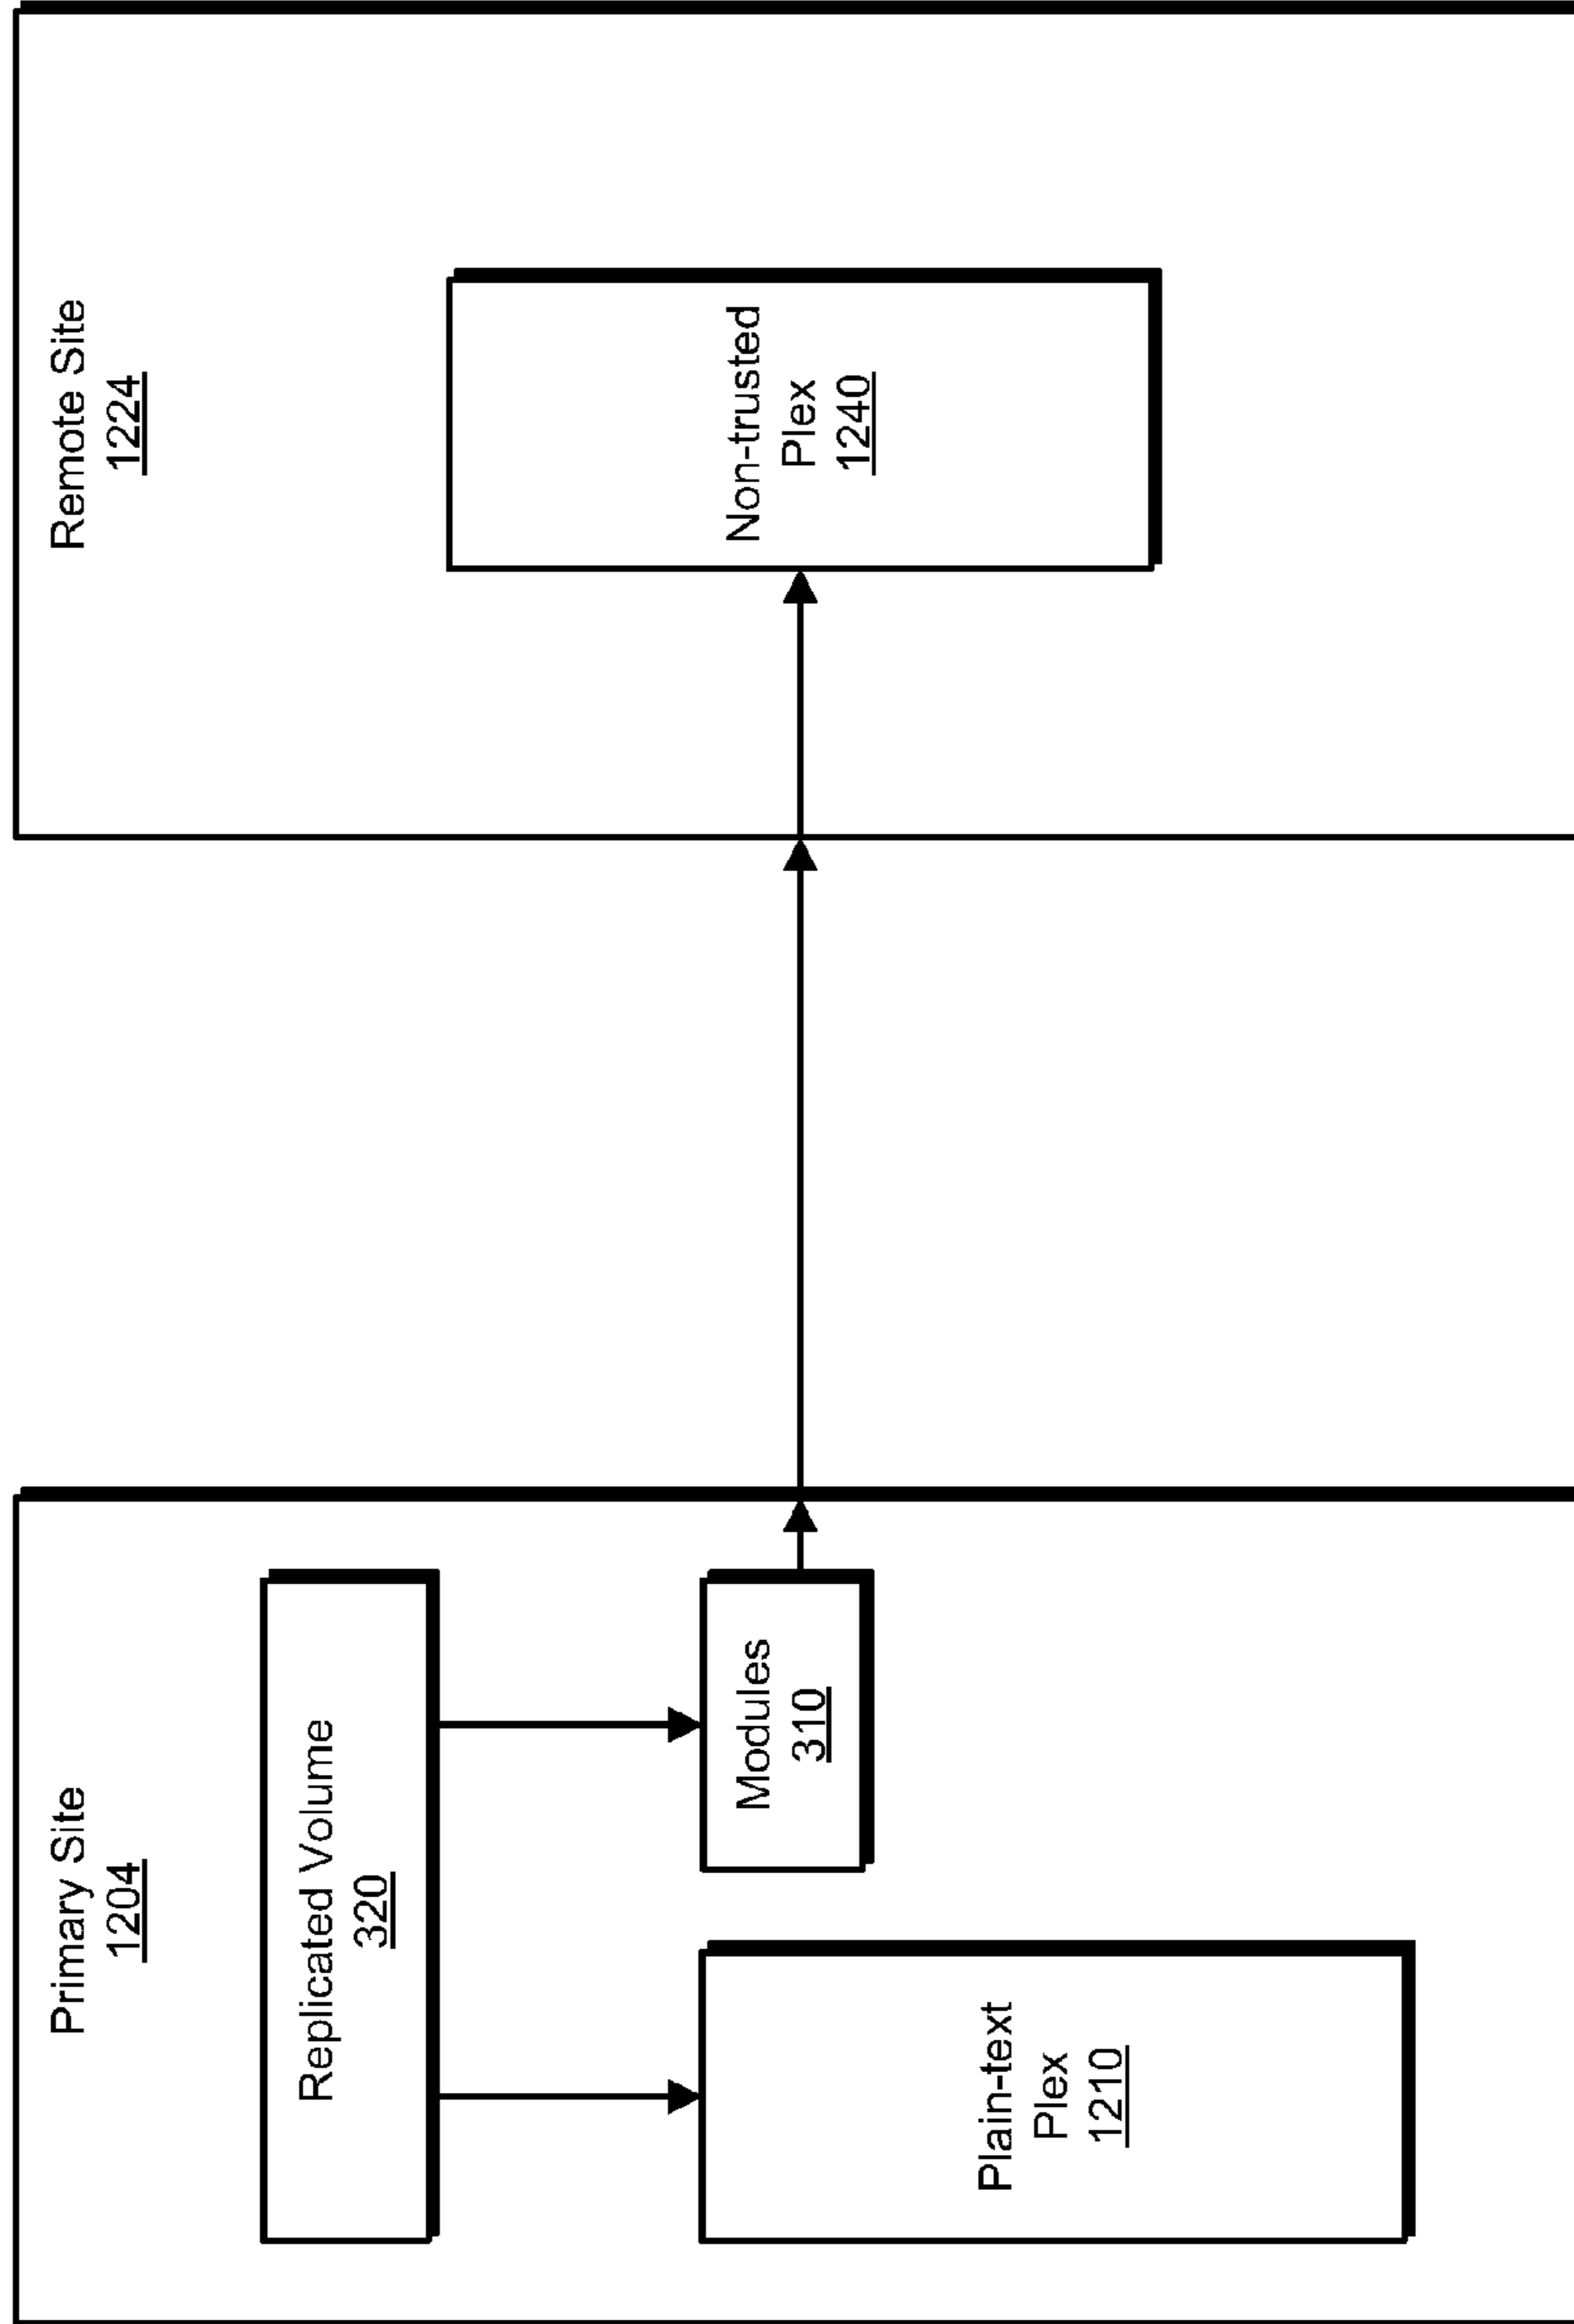 Primary Site
1204
Replicated Volume
320
Modules
310
Plain-text
Plex
1210
Remote Site
1224
Non-trusted
Plex
1240